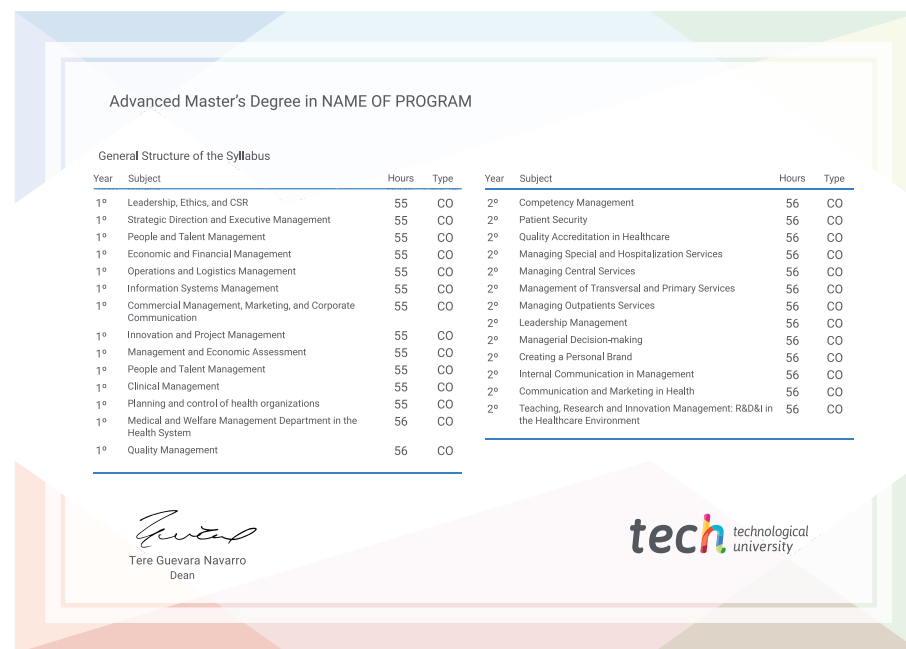 Advanced Master's Degree in NAME OF PROGRAM
General Structure of the Syllabus
Year Subject Hours Type
1º Leadership, Ethics, and CSR 55 CO
1º Strategic Direction and Executive Management 55 CO
1º People and Talent Management 55 CO
1º Economic and Financial Management 55 CO
1º Operations and Logistics Management 55 CO
1º Information Systems Management 55 CO
1º Commercial Management, Marketing, and Corporate 55 CO
Communication
1º Innovation and Project Management 55 CO
1º Management and Economic Assessment 55 CO
1º People and Talent Management 55 CO
1º Clinical Management 55 CO
1º Planning and control of health organizations 55 CO
1º Medical and Welfare Management Department in the 56 CO
Health System
1º Quality Management 56 CO
Year Subject Hours Type
2º Competency Management 56 CO
2º Patient Security 56 CO
2º Quality Accreditation in Healthcare 56 CO
2º Managing Special and Hospitalization Services 56 CO
2º Managing Central Services 56 CO
2º Management of Transversal and Primary Services 56 CO
2º Managing Outpatients Services 56 CO
2º Leadership Management 56 CO
2º Managerial Decision-making 56 CO
2º Creating a Personal Brand 56 CO
2º Internal Communication in Management 56 CO
2º Communication and Marketing in Health 56 CO
2º Teaching, Research and Innovation Management: R&D&I in 56 CO
the Healthcare Environment
Tere Guevara Navarro
Dean
tech technological
university